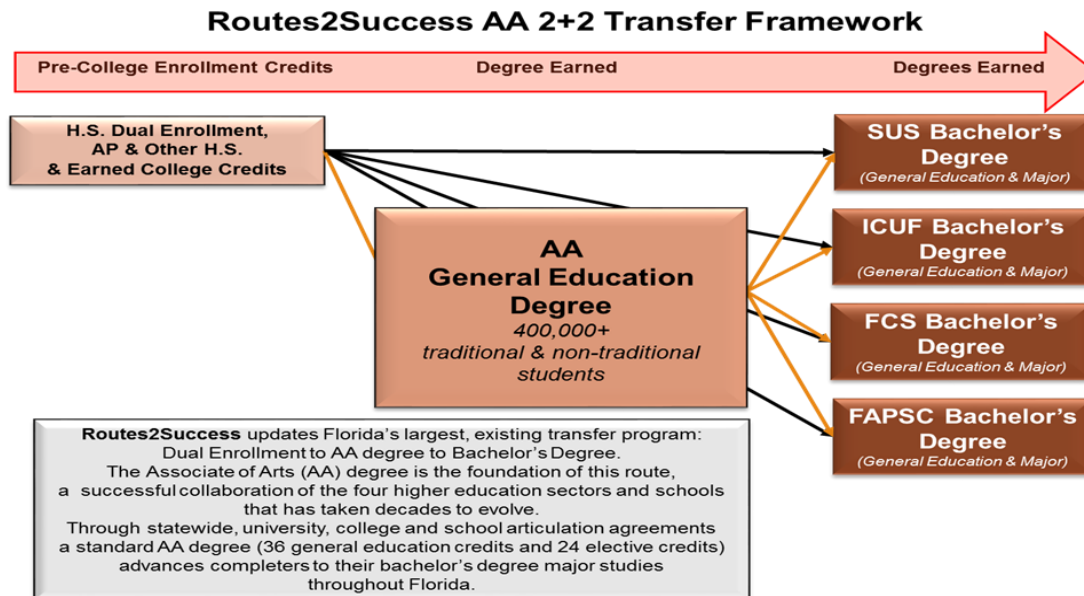 Routes2Success AA 2+2 Transfer Framework
Pre-College Enrollment Credits
Degree Earned
Degrees Earned
H.S. Dual Enrollment,
AP & Other H.S.
& Earned College Credits
SUS Bachelor's
Degree
(General Education & Major)
AA
General Education
Degree
400,000+
traditional & non-traditional
students
ICUF Bachelor's
Degree
(General Education & Major)
FCS Bachelor's
Degree
(General Education & Major)
FAPSC Bachelor's
Degree
(General Education & Major)
Routes2Success updates Florida's largest, existing transfer program:
Dual Enrollment to AA degree to Bachelor's Degree.
The Associate of Arts (AA) degree is the foundation of this route,
a successful collaboration of the four higher education sectors and schools
that has taken decades to evolve.
Through statewide, university, college and school articulation agreements
a standard AA degree (36 general education credits and 24 elective credits)
advances completers to their bachelor's degree major studies
throughout Florida.